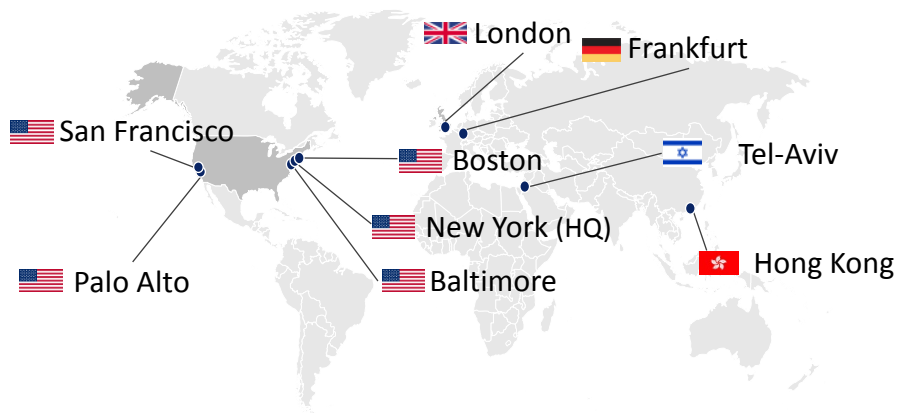 London
Frankfurt
San Francisco
Boston
Tel-Aviv
New York (HQ)
Palo Alto
Baltimore
Hong Kong